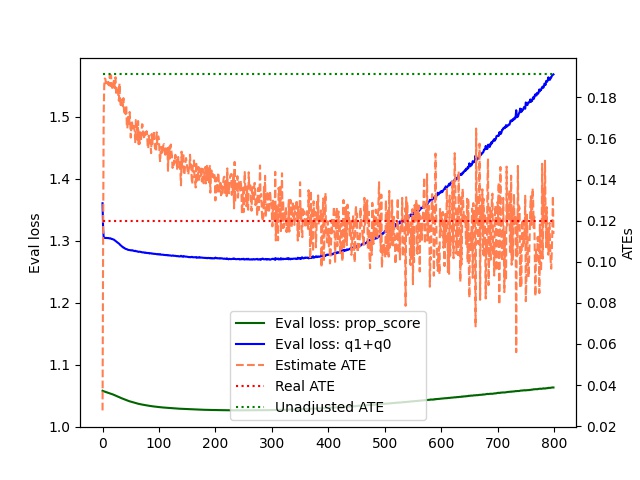 1.5
1.4
1.3
1.2
1.1
1.0
Eval loss
0.18
0.16
0.14
0.12
0.10
0.08
0.06
0.04
0.02
ATEs
Eval loss: prop_score
Eval loss: q1+q0
Estimate ATE
Real ATE
Unadjusted ATE
0 100 200 300 400 500 600 700 800